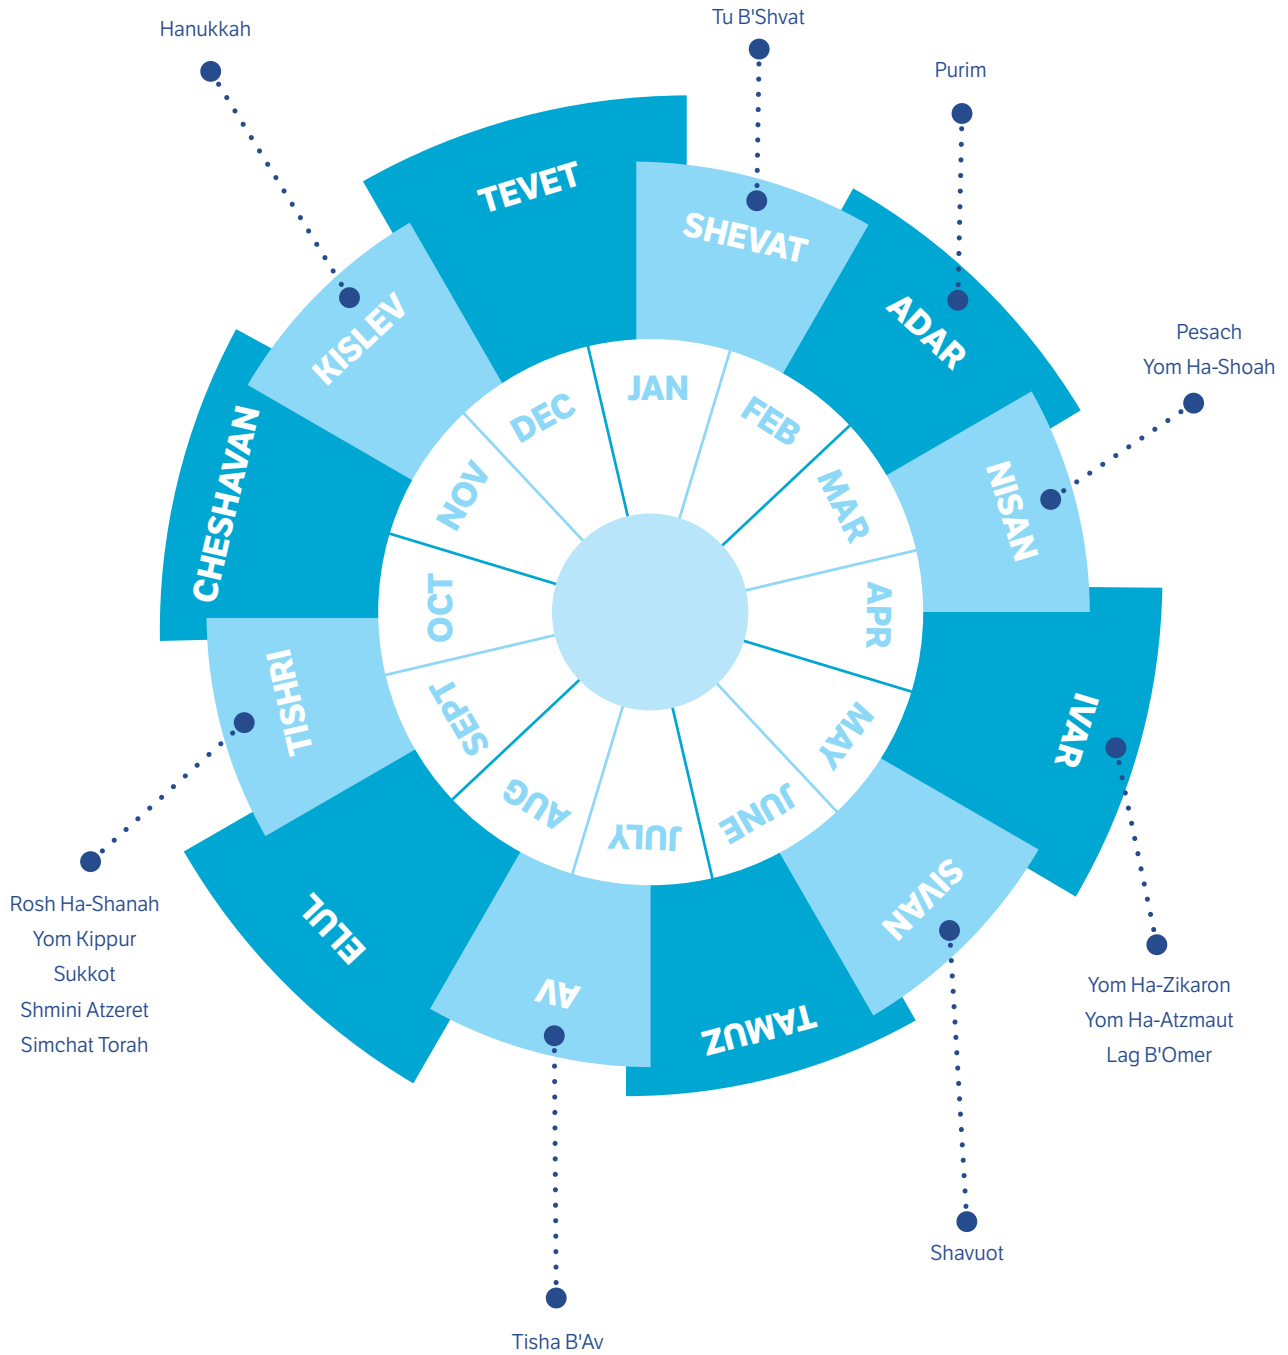 Hanukkah
Tu B'Shvat
Purim
Pesach
Yom Ha-Shoah
TEVET
SHEVAT
ADAR
NISAN
IVAR
SIVAN
TAMUZ
AV
ELUL
TISHRI
CHESHAVAN
KISLEV
JAN
FEB
MAR
APR
MAY
JUNE
JULY
AUG
SEPT
OCT
NOV
DEC
Rosh Ha-Shanah
Yom Kippur
Sukkot
Shmini Atzeret
Simchat Torah
Yom Ha-Zikaron
Yom Ha-Atzmaut
Lag B'Omer
Shavuot
Tisha B'Av